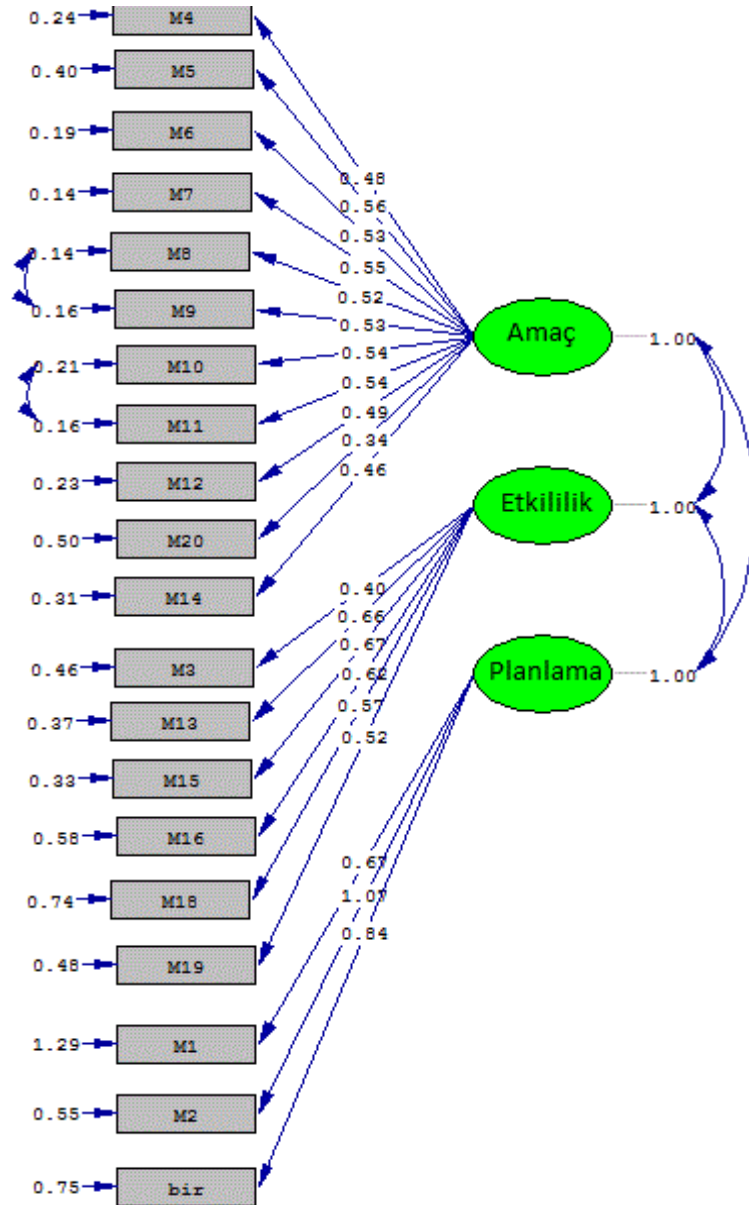 0.24 M4
0.40 M5
0.19 M6
0.14 M7
0.14 M8
0.16 M9
0.21 M10
0.16 M11
0.23 M12
0.50 M20
0.31 M14
0.46 M3
0.37 M13
0.33 M15
0.58 M16
0.74 M18
0.48 M19
1.29 M1
0.55 M2
0.75 bir
0.48
0.56
0.53
0.55
0.52
0.53
0.54
0.54
0.49
0.34
0.46
0.40
0.66
0.67
0.62
0.57
0.52
0.67
1.07
0.84
Amaç 1.00
Etkililik 1.00
Planlama 1.00